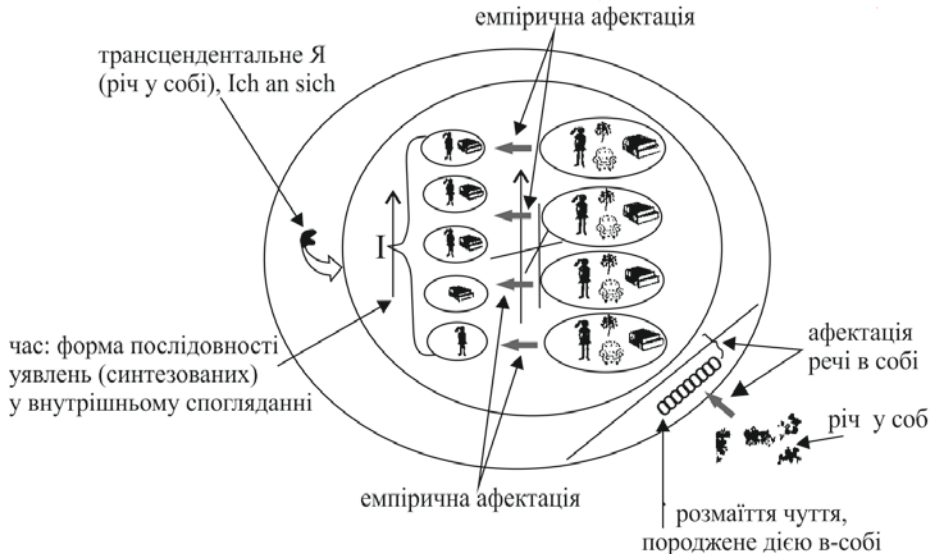 емпірична афектація
трансцендентальне Я
(річ у собі), Ich an sich
I
час: форма послідовності
уявлень (синтезованих)
у внутрішньому спогляданні
афектація
речі в собі
річ у соб
емпірична афектація
розмаїття чуття,
породжене дією в-собі